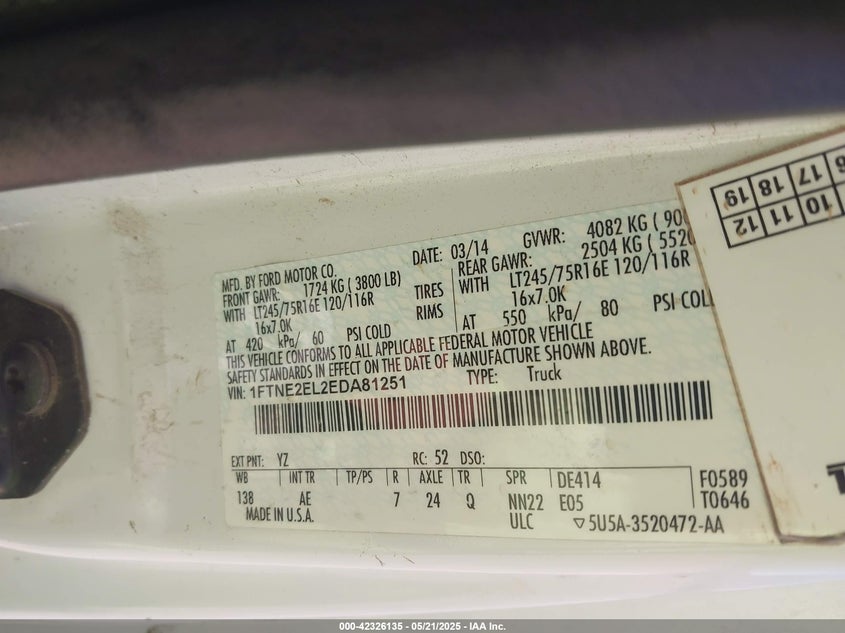 MFD. BY FORD MOTOR CO.
DATE: 03/14
GVWR: 4082 KG ( 90
FRONT GAWR: 1724 KG ( 3800 LB)
REAR GAWR: 2504 KG ( 5520
WITH LT245/75R16E 120/116R TIRES
WITH LT245/75R16E 120/116R
16x7.0K RIMS
16x7.0K
AT 420 kPa/ 60 PSI COLD
AT 550 kPa/ 80 PSI COL
THIS VEHICLE CONFORMS TO ALL APPLICABLE FEDERAL MOTOR VEHICLE
SAFETY STANDARDS IN EFFECT ON THE DATE OF MANUFACTURE SHOWN ABOVE.
VIN: 1FTNE2EL2EDA81251
TYPE: Truck
EXT PNT: YZ RC: 52 DSO:
WB INT TR TP/PS R AXLE TR SPR DE414 F0589
138 AE 7 24 Q NN22 E05 T0646
MADE IN U.S.A. ULC ▽5U5A-3520472-AA
17 18 19
10 11 12
000-42326135 - 05/21/2025 - IAA Inc.